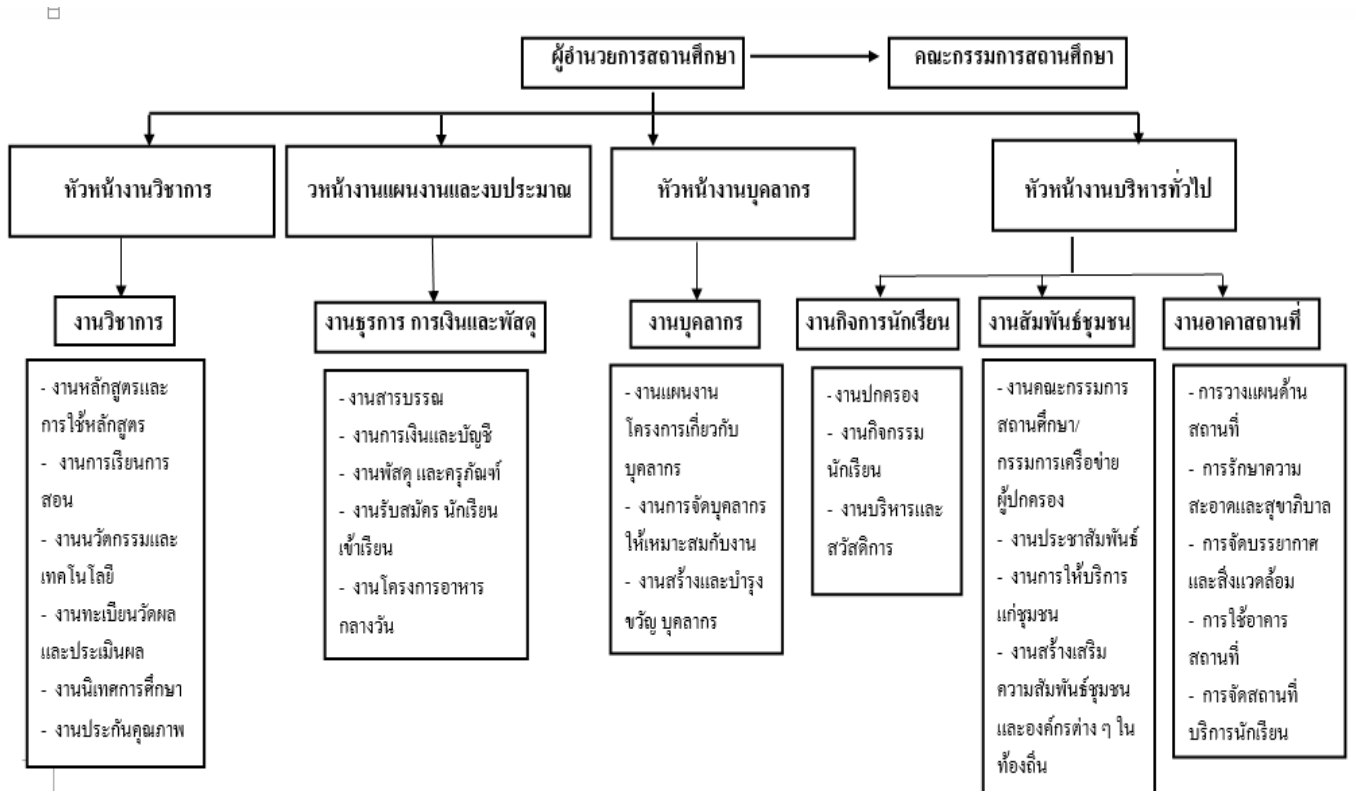 ผู้อำนวยการสถานศึกษา
คณะกรรมการสถานศึกษา
หัวหน้างานวิชาการ
วหน้างานแผนงานและงบประมาณ
หัวหน้างานบุคลากร
หัวหน้างานบริหารทั่วไป
งานวิชาการ
งานธุรการ การเงินและพัสดุ
งานบุคลากร
งานกิจการนักเรียน
งานสัมพันธ์ชุมชน
งานอาคาสถานที่
- งานหลักสูตรและ
การใช้หลักสูตร
- งานการเรียนการ
สอน
- งานนวัตกรรมและ
เทคโนโลยี
- งานทะเบียนวัดผล
และประเมินผล
- งานนิเทศการศึกษา
- งานประกันคุณภาพ
- งานสารบรรณ
- งานการเงินและบัญชี
- งานพัสดุ และครุภัณฑ์
- งานรับสมัคร นักเรียน
เข้าเรียน
- งานโครงการอาหาร
กลางวัน
- งานแผนงาน
โครงการเกี่ยวกับ
บุคลากร
- งานการจัดบุคลากร
ให้เหมาะสมกับงาน
- งานสร้างและบำรุง
ขวัญ บุคลากร
-งานปกครอง
- งานกิจกรรม
นักเรียน
- งานบริหารและ
สวัสดิการ
- งานคณะกรรมการ
สถานศึกษา/
กรรมการเครือข่าย
ผู้ปกครอง
- งานประชาสัมพันธ์
- งานการให้บริการ
แก่ชุมชน
- งานสร้างเสริม
ความสัมพันธ์ชุมชน
และองค์กรต่าง ๆ ใน
ท้องถิ่น
- การวางแผนด้าน
สถานที่
- การรักษาความ
สะอาดและสุขาภิบาล
- การจัดบรรยากาศ
และสิ่งแวดล้อม
- การใช้อาคาร
สถานที่
- การจัดสถานที่
บริการนักเรียน